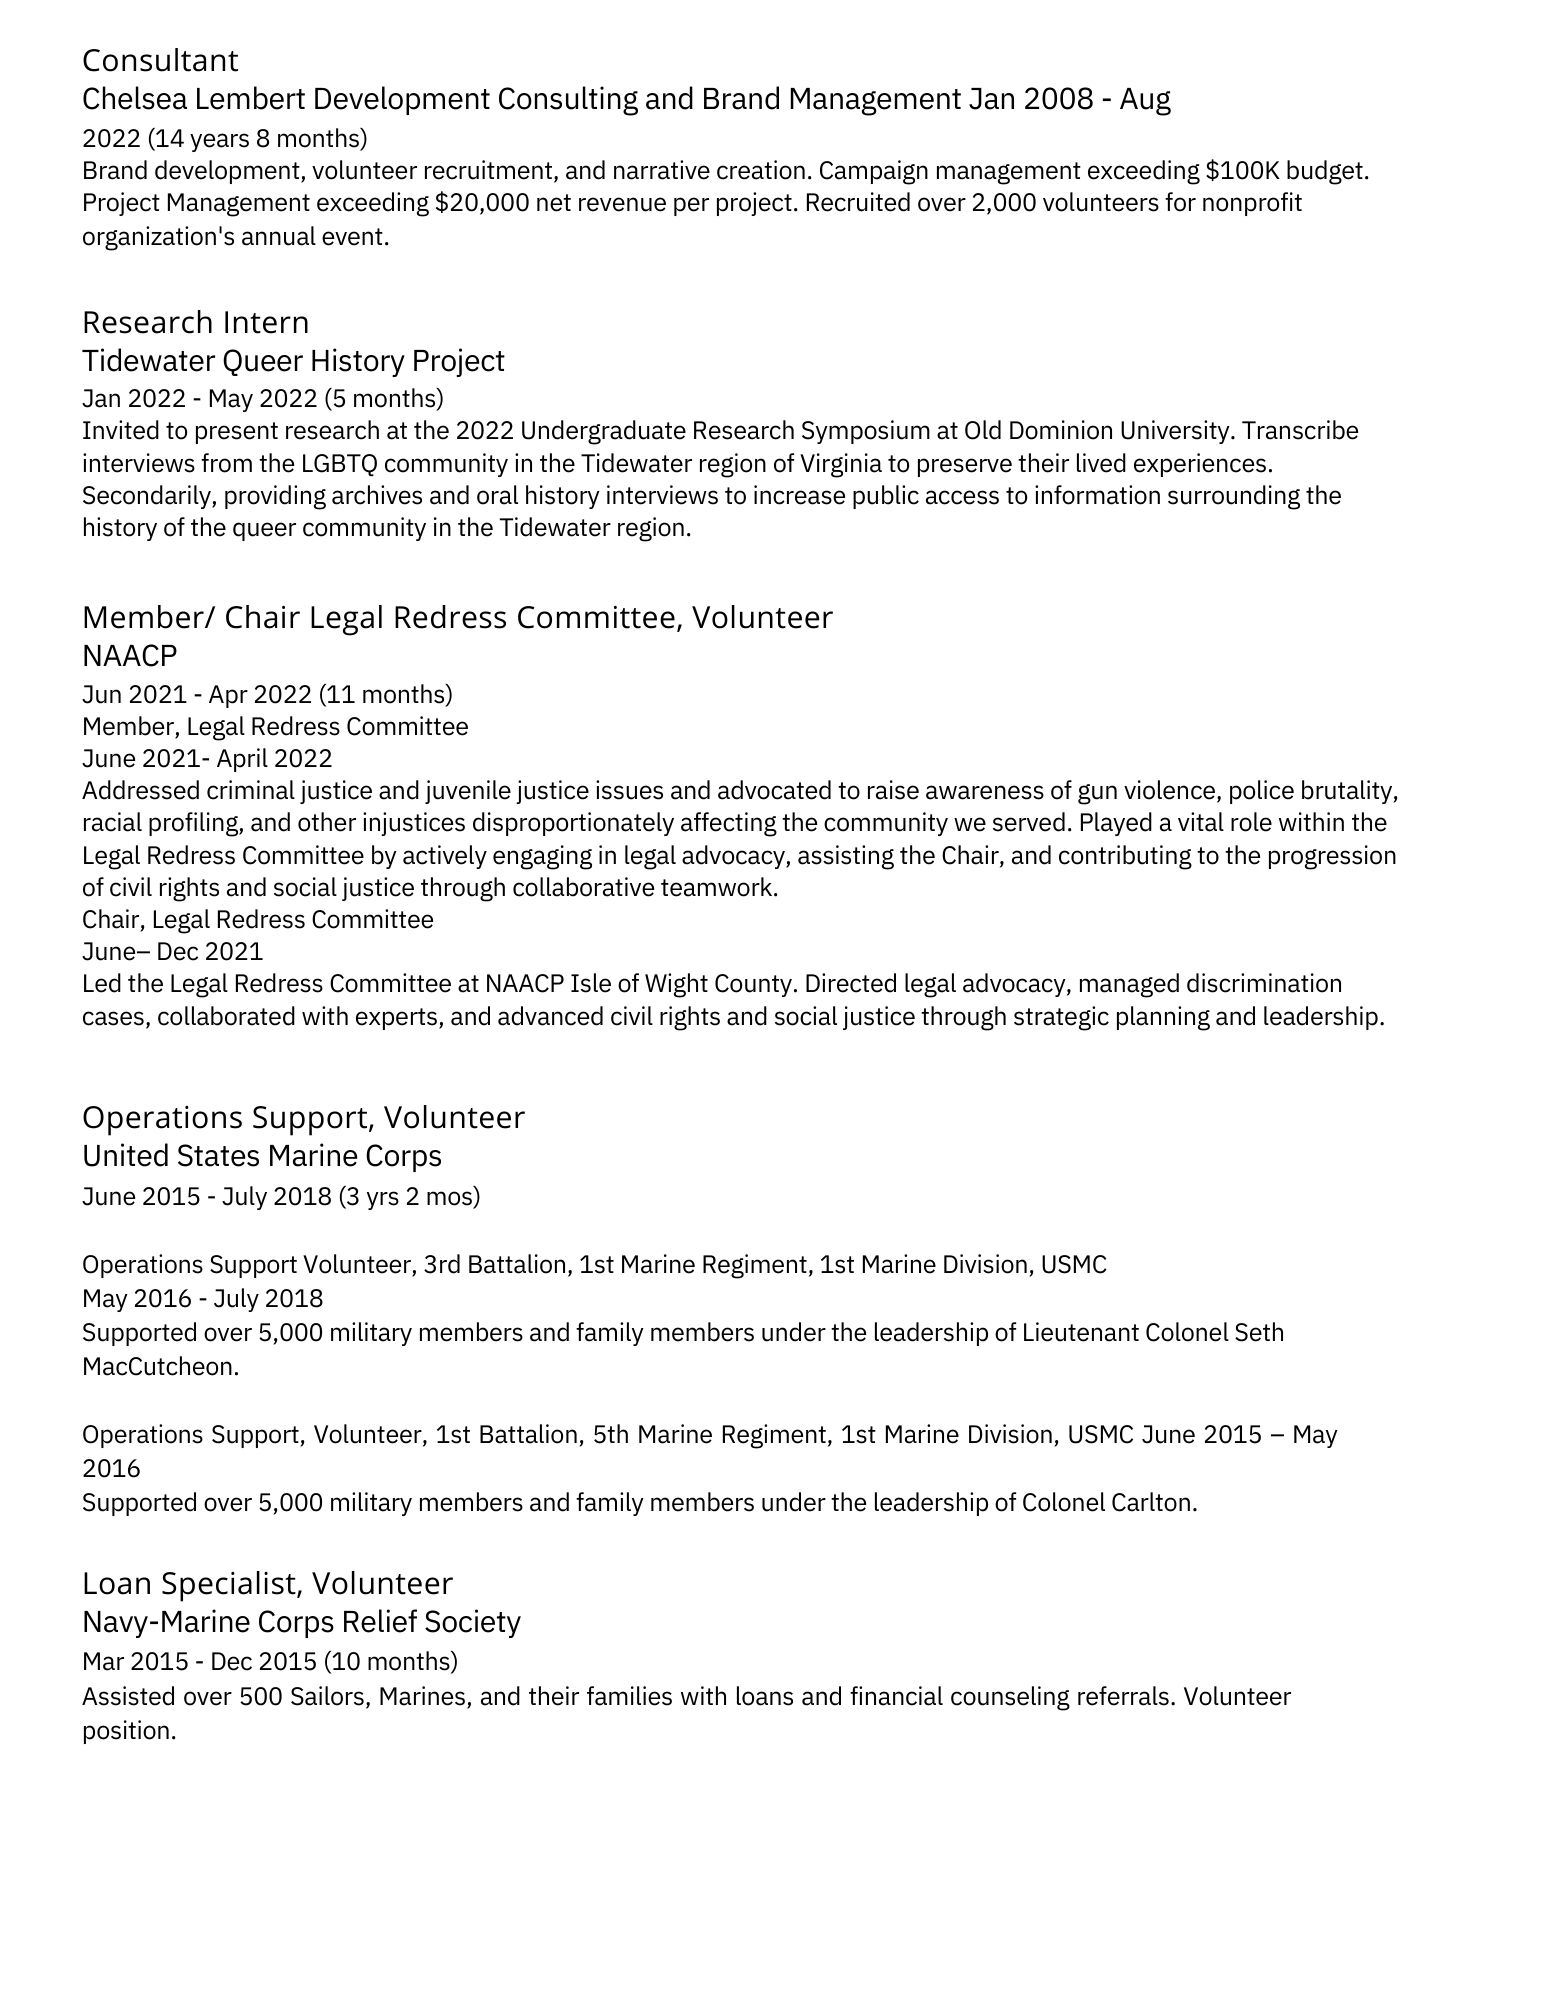 Consultant
Chelsea Lembert Development Consulting and Brand Management Jan 2008 - Aug
2022 (14 years 8 months)
Brand development, volunteer recruitment, and narrative creation. Campaign management exceeding $100K budget.
Project Management exceeding $20,000 net revenue per project. Recruited over 2,000 volunteers for nonprofit
organization's annual event.
Research Intern
Tidewater Queer History Project
Jan 2022 - May 2022 (5 months)
Invited to present research at the 2022 Undergraduate Research Symposium at Old Dominion University. Transcribe
interviews from the LGBTQ community in the Tidewater region of Virginia to preserve their lived experiences.
Secondarily, providing archives and oral history interviews to increase public access to information surrounding the
history of the queer community in the Tidewater region.
Member/ Chair Legal Redress Committee, Volunteer
NAACP
Jun 2021 - Apr 2022 (11 months)
Member, Legal Redress Committee
June 2021- April 2022
Addressed criminal justice and juvenile justice issues and advocated to raise awareness of gun violence, police brutality,
racial profiling, and other injustices disproportionately affecting the community we served. Played a vital role within the
Legal Redress Committee by actively engaging in legal advocacy, assisting the Chair, and contributing to the progression
of civil rights and social justice through collaborative teamwork.
Chair, Legal Redress Committee
June– Dec 2021
Led the Legal Redress Committee at NAACP Isle of Wight County. Directed legal advocacy, managed discrimination
cases, collaborated with experts, and advanced civil rights and social justice through strategic planning and leadership.
Operations Support, Volunteer
United States Marine Corps
June 2015 - July 2018 (3 yrs 2 mos)
Operations Support Volunteer, 3rd Battalion, 1st Marine Regiment, 1st Marine Division, USMC
May 2016 - July 2018
Supported over 5,000 military members and family members under the leadership of Lieutenant Colonel Seth
MacCutcheon.
Operations Support, Volunteer, 1st Battalion, 5th Marine Regiment, 1st Marine Division, USMC June 2015 – May
2016
Supported over 5,000 military members and family members under the leadership of Colonel Carlton.
Loan Specialist, Volunteer
Navy-Marine Corps Relief Society
Mar 2015 - Dec 2015 (10 months)
Assisted over 500 Sailors, Marines, and their families with loans and financial counseling referrals. Volunteer
position.